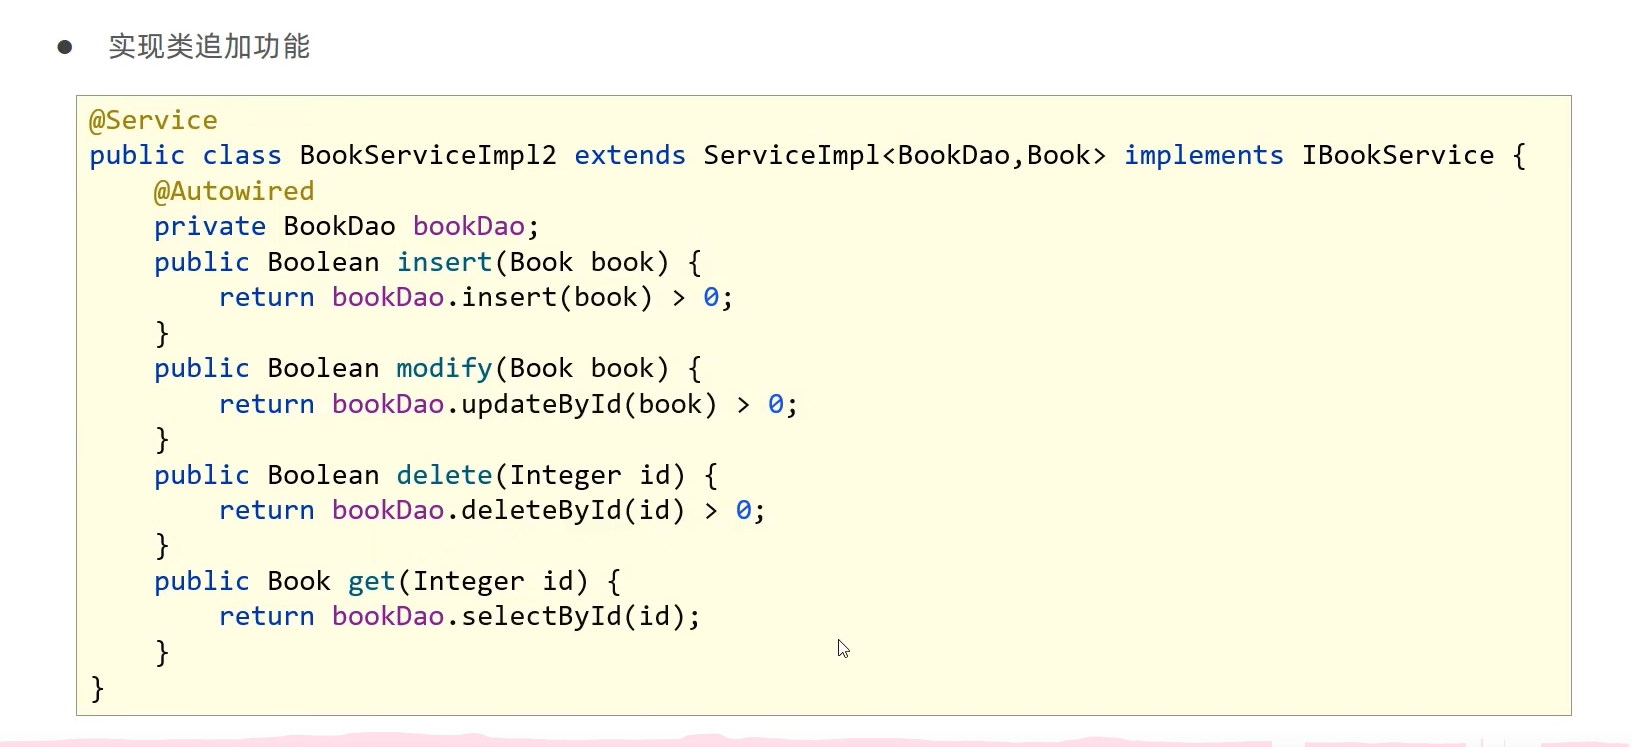 ● 实现类追加功能
@Service
public class BookServiceImpl2 extends ServiceImpl<BookDao,Book> implements IBookService {
    @Autowired
    private BookDao bookDao;
    public Boolean insert(Book book) {
        return bookDao.insert(book) > 0;
    }
    public Boolean modify(Book book) {
        return bookDao.updateById(book) > 0;
    }
    public Boolean delete(Integer id) {
        return bookDao.deleteById(id) > 0;
    }
    public Book get(Integer id) {
        return bookDao.selectById(id);
    }
}